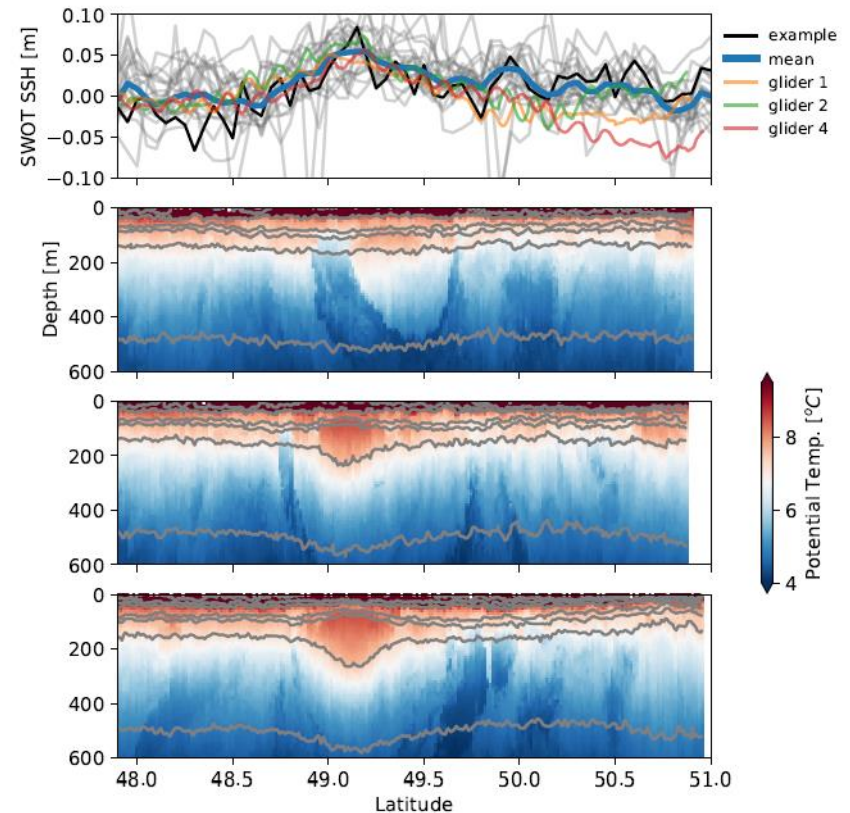 SWOT SSH [m]
0.10
0.05
0.00
−0.05
−0.10
example
mean
glider 1
glider 2
glider 4
Depth [m]
0
200
400
600
0
200
400
600
0
200
400
600
48.0 48.5 49.0 49.5 50.0 50.5 51.0
Latitude
8
6
4
Potential Temp. [°C]